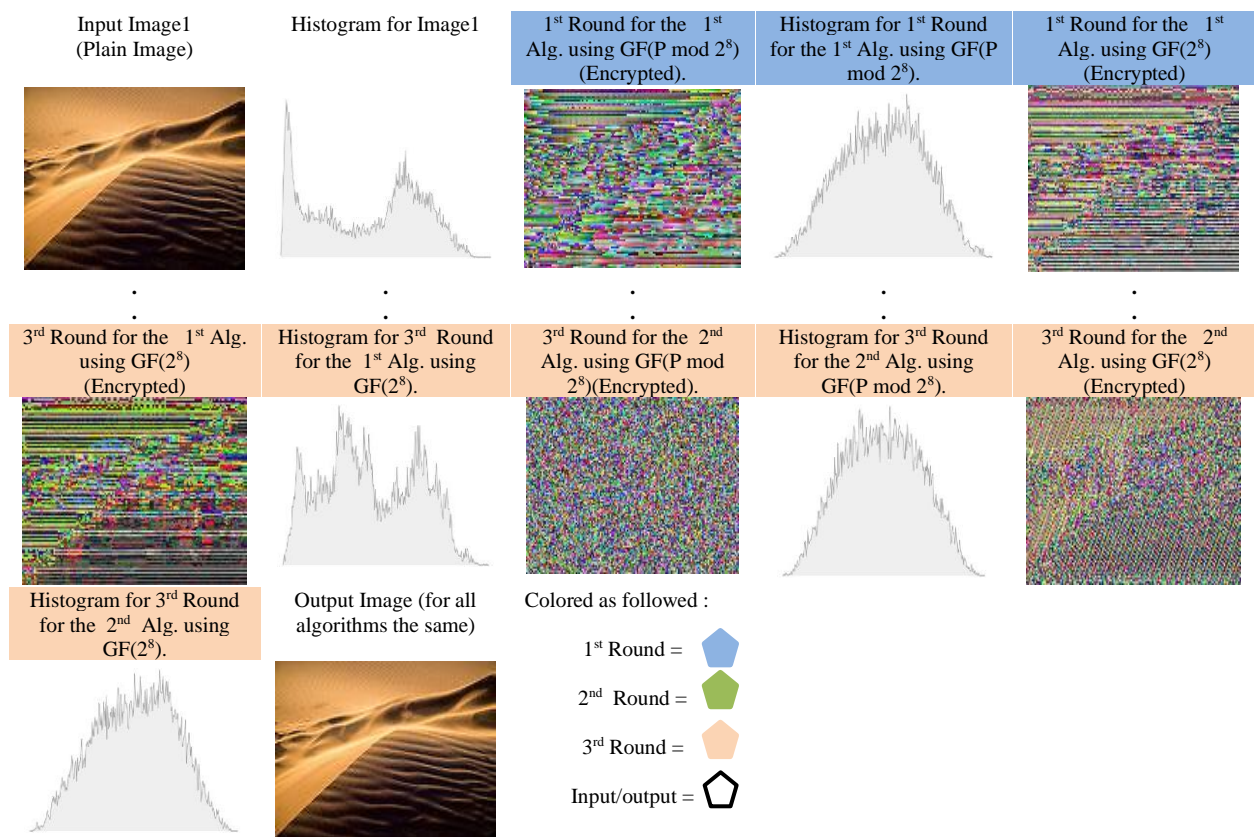 Input Image1
(Plain Image)
Histogram for Image1
1st Round for the 1st
Alg. using GF(P mod 2⁸)
(Encrypted).
Histogram for 1st Round
for the 1st Alg. using GF(P
mod 2⁸).
1st Round for the 1st
Alg. using GF(2⁸)
(Encrypted)
3rd Round for the 1st Alg.
using GF(2⁸)
(Encrypted)
Histogram for 3rd Round
for the 1st Alg. using
GF(2⁸).
3rd Round for the 2nd
Alg. using GF(P mod
2⁸)(Encrypted).
Histogram for 3rd Round
for the 2nd Alg. using
GF(P mod 2⁸).
3rd Round for the 2nd
Alg. using GF(2⁸)
(Encrypted)
Histogram for 3rd Round
for the 2nd Alg. using
GF(2⁸).
Output Image (for all
algorithms the same)
Colored as followed :
1st Round =
2nd Round =
3rd Round =
Input/output =